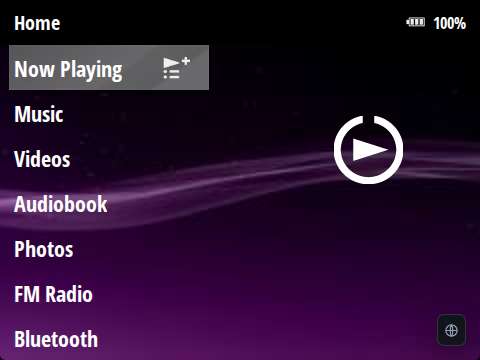 Home
100%
Now Playing
Music
Videos
Audiobook
Photos
FM Radio
Bluetooth